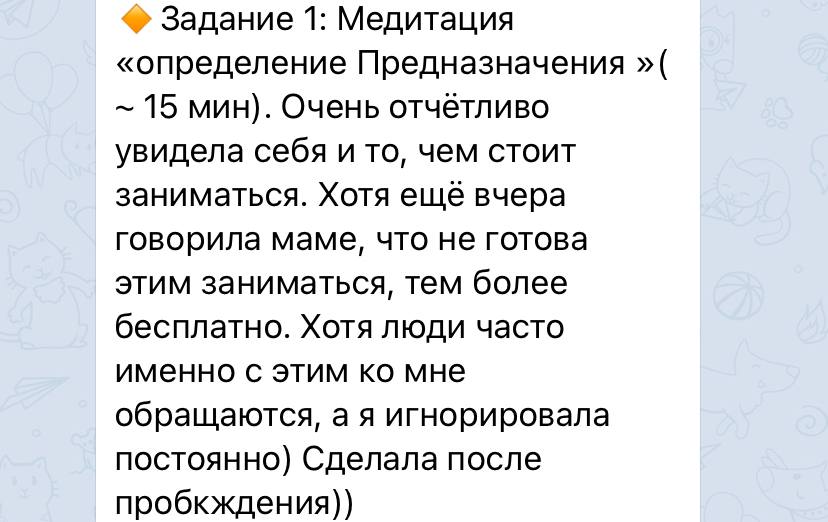 🔶 Задание 1: Медитация
«определение Предназначения »(
~ 15 мин). Очень отчётливо
увидела себя и то, чем стоит
заниматься. Хотя ещё вчера
говорила маме, что не готова
этим заниматься, тем более
бесплатно. Хотя люди часто
именно с этим ко мне
обращаются, а я игнорировала
постоянно) Сделала после
пробкждения))